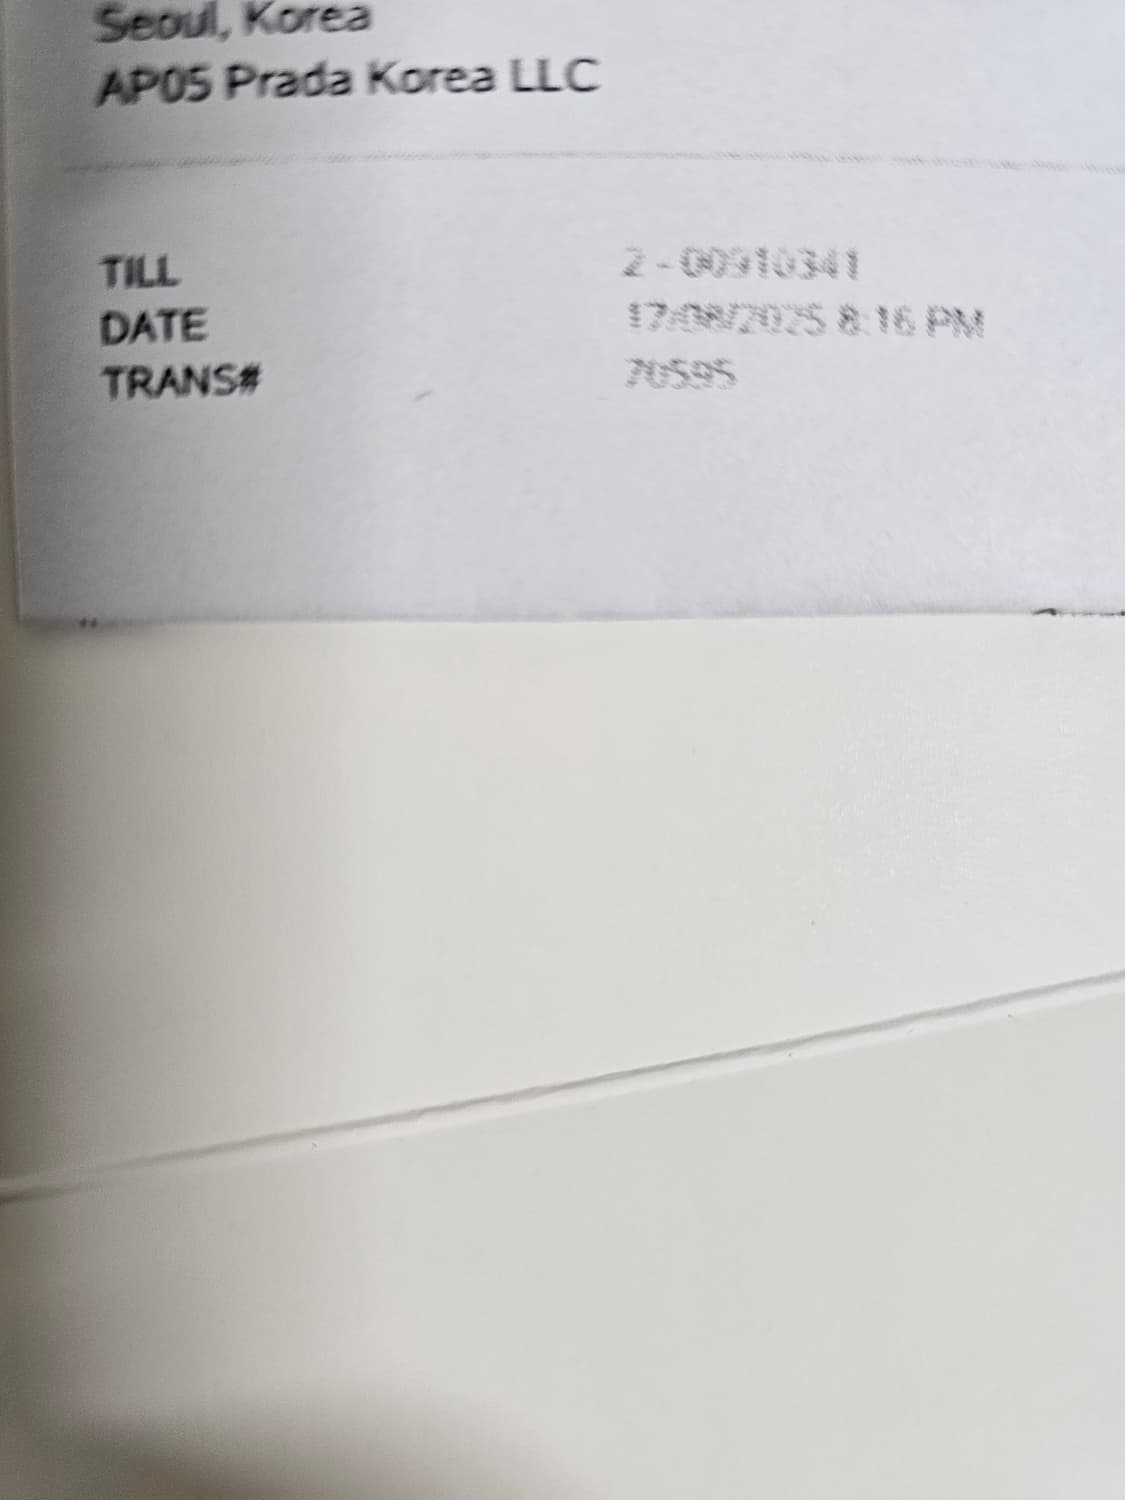 Seoul, Korea
AP05 Prada Korea LLC
TILL 2 - 00910341
DATE 17/08/2025 8:16 PM
TRANS# 70595